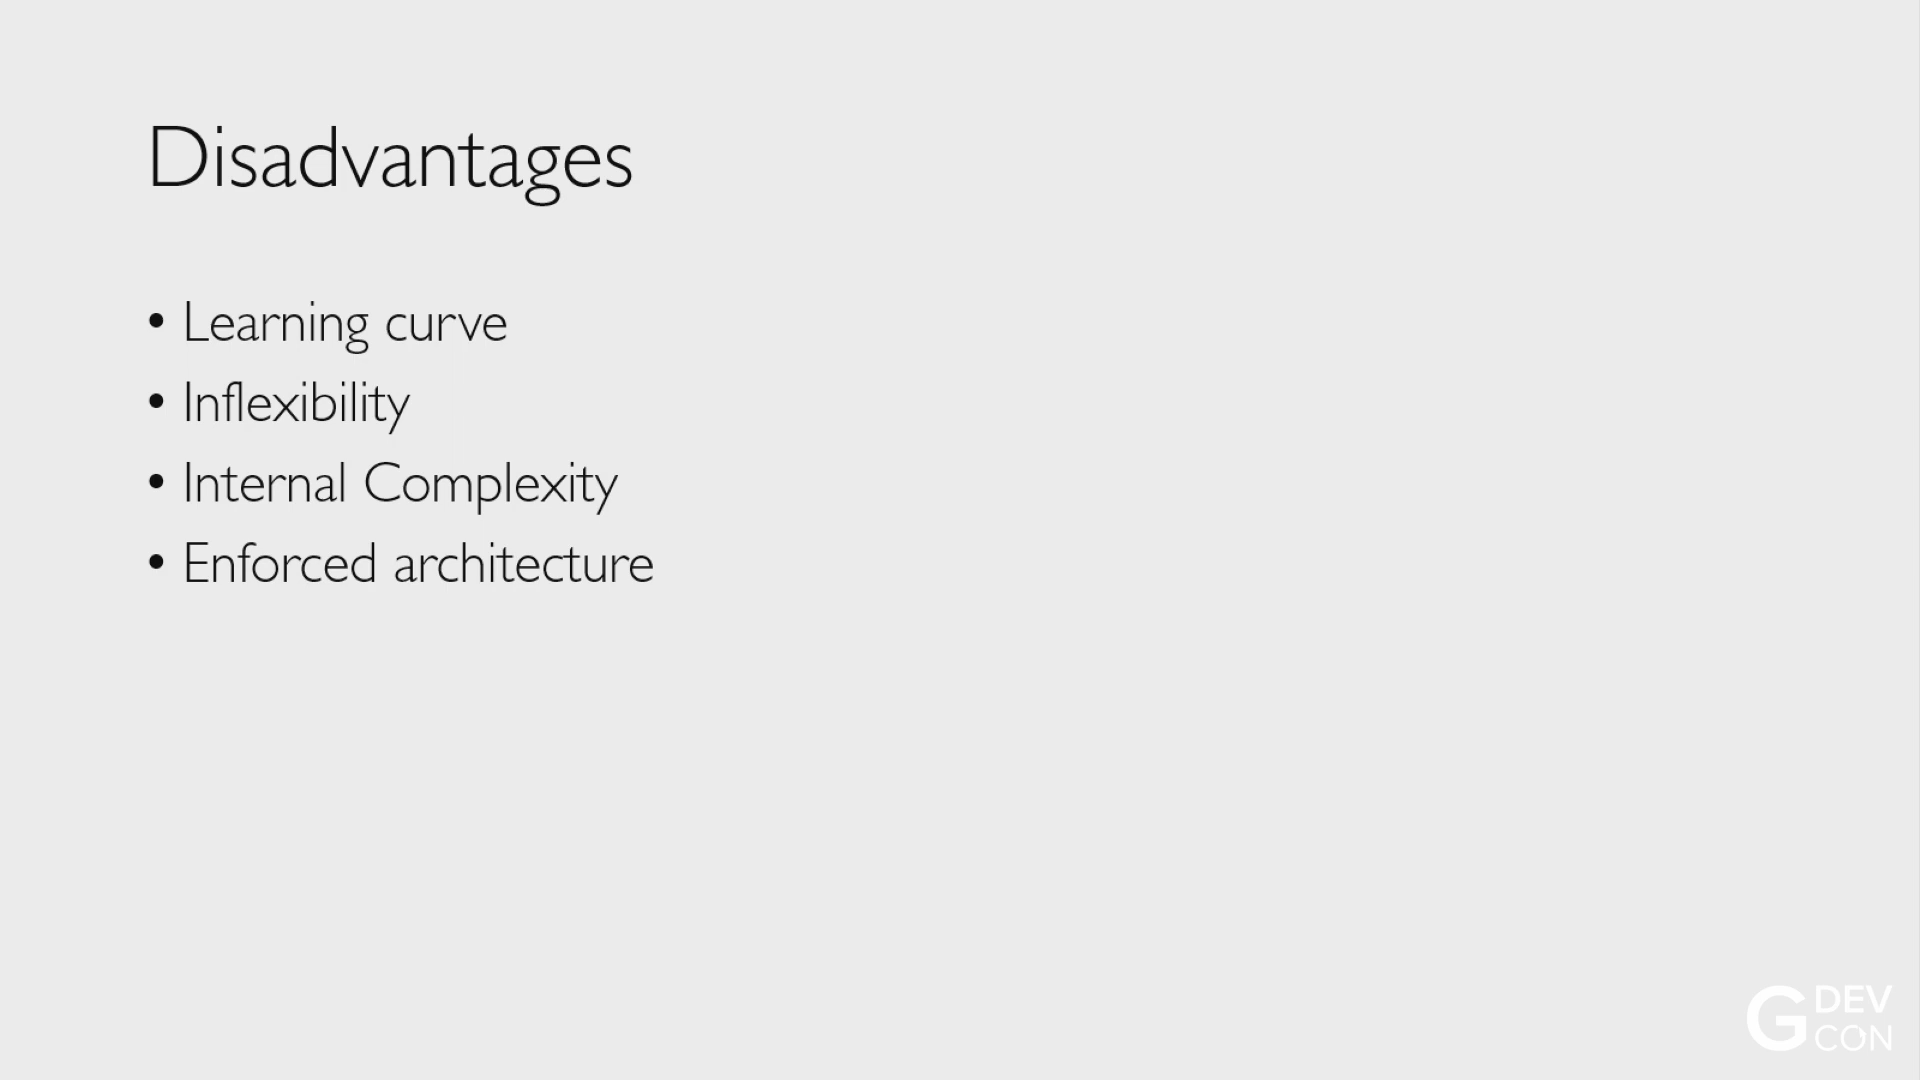 Disadvantages
• Learning curve
• Inflexibility
• Internal Complexity
• Enforced architecture
G DEV
CON